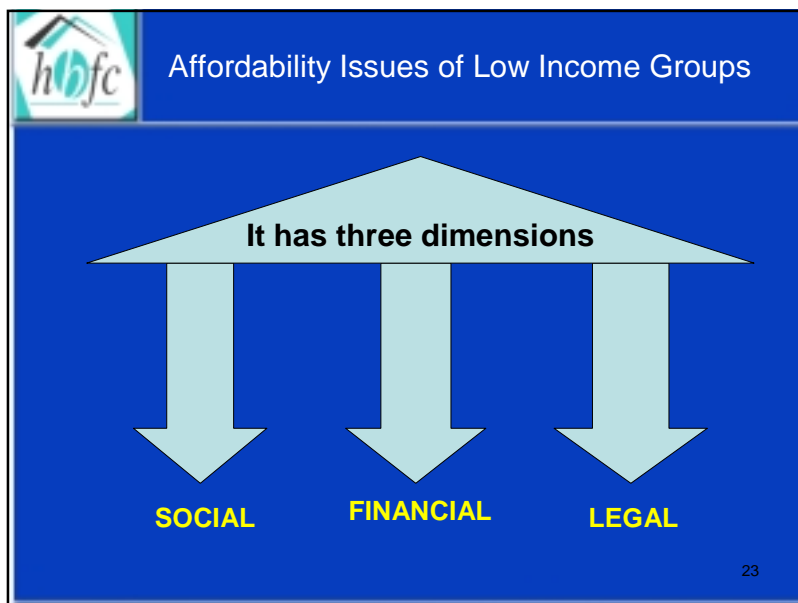 hbfc
Affordability Issues of Low Income Groups
It has three dimensions
SOCIAL
FINANCIAL
LEGAL
23